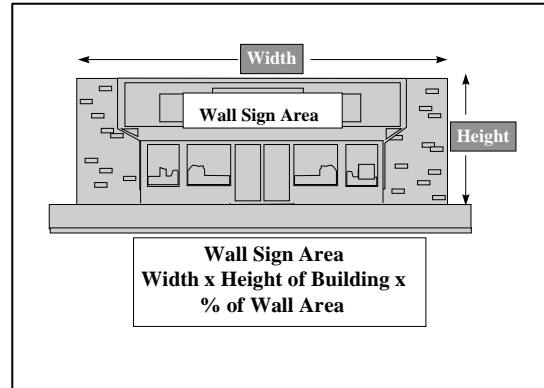 Width
Wall Sign Area
Height
Wall Sign Area
Width x Height of Building x
% of Wall Area